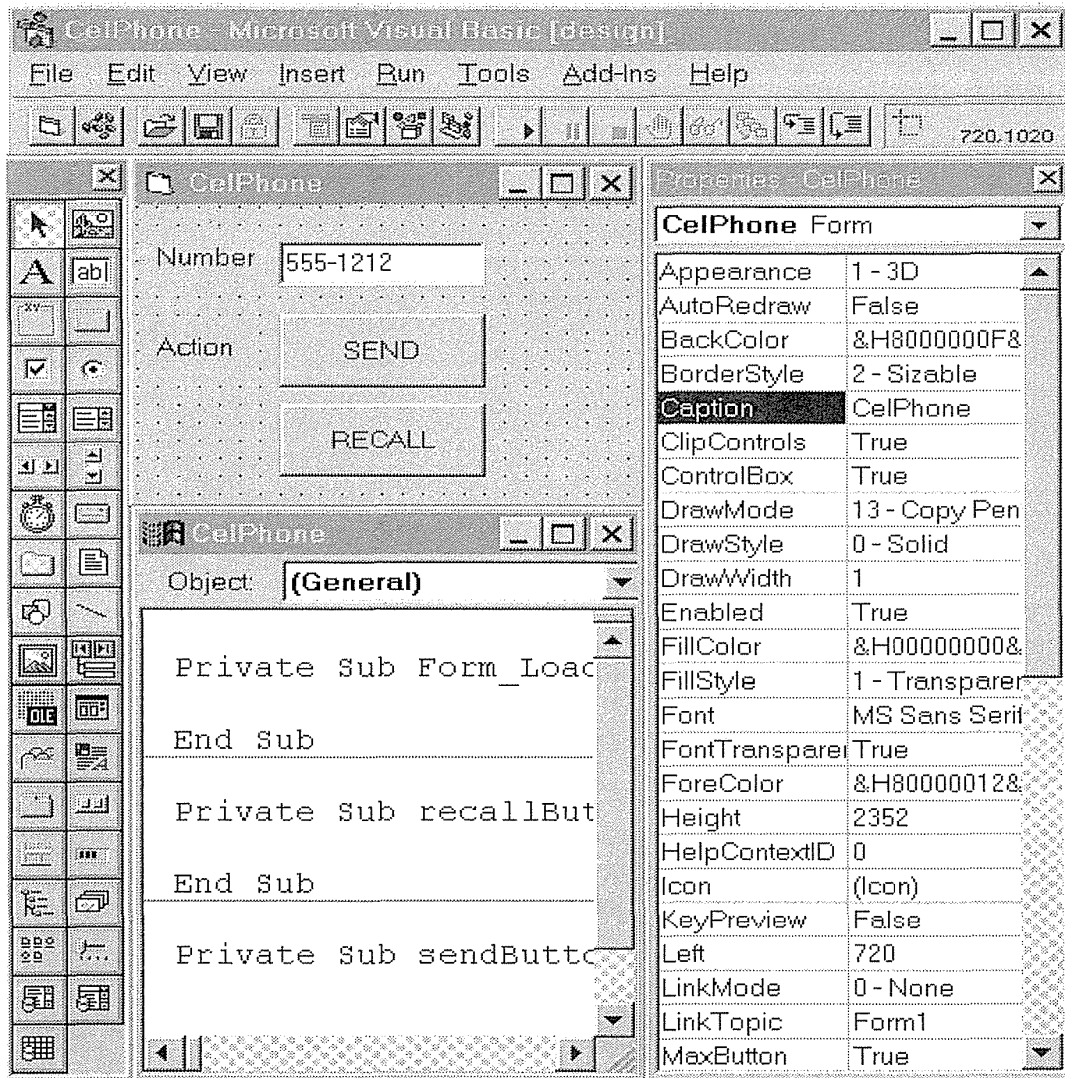 CelPhone - Microsoft Visual Basic [design]
File Edit View Insert Run Tools Add-Ins Help
720,1020
CelPhone
Number 555-1212
Action SEND
RECALL
CelPhone
Object: (General)
Private Sub Form_Load
End Sub
Private Sub recallBut
End Sub
Private Sub sendButto
A
ab
xy
OLE
Properties - CelPhone
CelPhone Form
Appearance 1 - 3D
AutoRedraw False
BackColor &H8000000F&
BorderStyle 2 - Sizable
Caption CelPhone
ClipControls True
ControlBox True
DrawMode 13 - Copy Pen
DrawStyle 0 - Solid
DrawWidth 1
Enabled True
FillColor &H00000000&
FillStyle 1 - Transparen
Font MS Sans Serif
FontTransparen True
ForeColor &H80000012&
Height 2352
HelpContextID 0
Icon (Icon)
KeyPreview False
Left 720
LinkMode 0 - None
LinkTopic Form1
MaxButton True